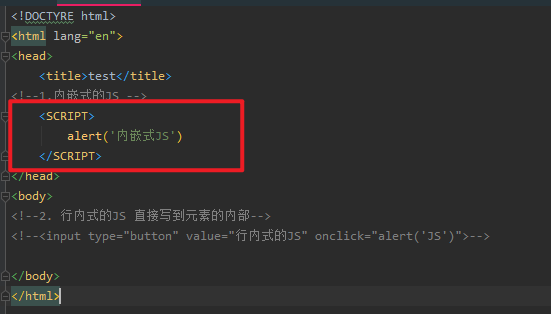 <!DOCTYRE html>
<html lang="en">
<head>
<title>test</title>
<!--1.内嵌式的JS -->
<SCRIPT>
alert('内嵌式JS')
</SCRIPT>
</head>
<body>
<!--2. 行内式的JS 直接写到元素的内部-->
<!--<input type="button" value="行内式的JS" onclick="alert('JS')">-->
</body>
</html>